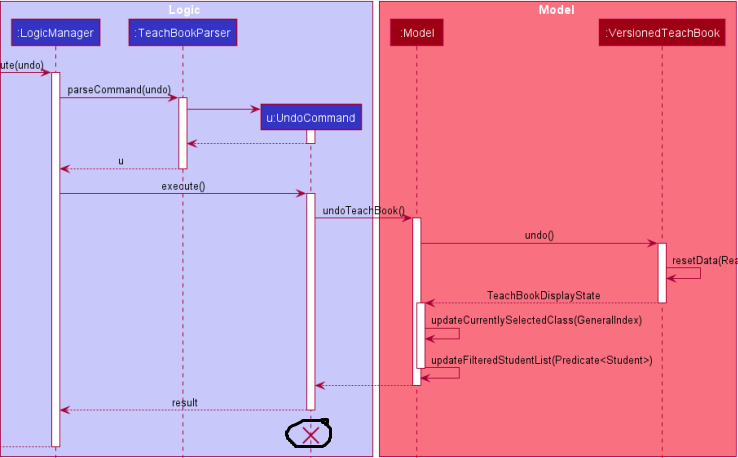 Logic
Model
:LogicManager
:TeachBookParser
:Model
:VersionedTeachBook
ute(undo)
parseCommand(undo)
u:UndoCommand
u
execute()
undoTeachBook()
undo()
resetData(Rea
TeachBookDisplayState
updateCurrentlySelectedClass(GeneralIndex)
updateFilteredStudentList(Predicate<Student>)
result